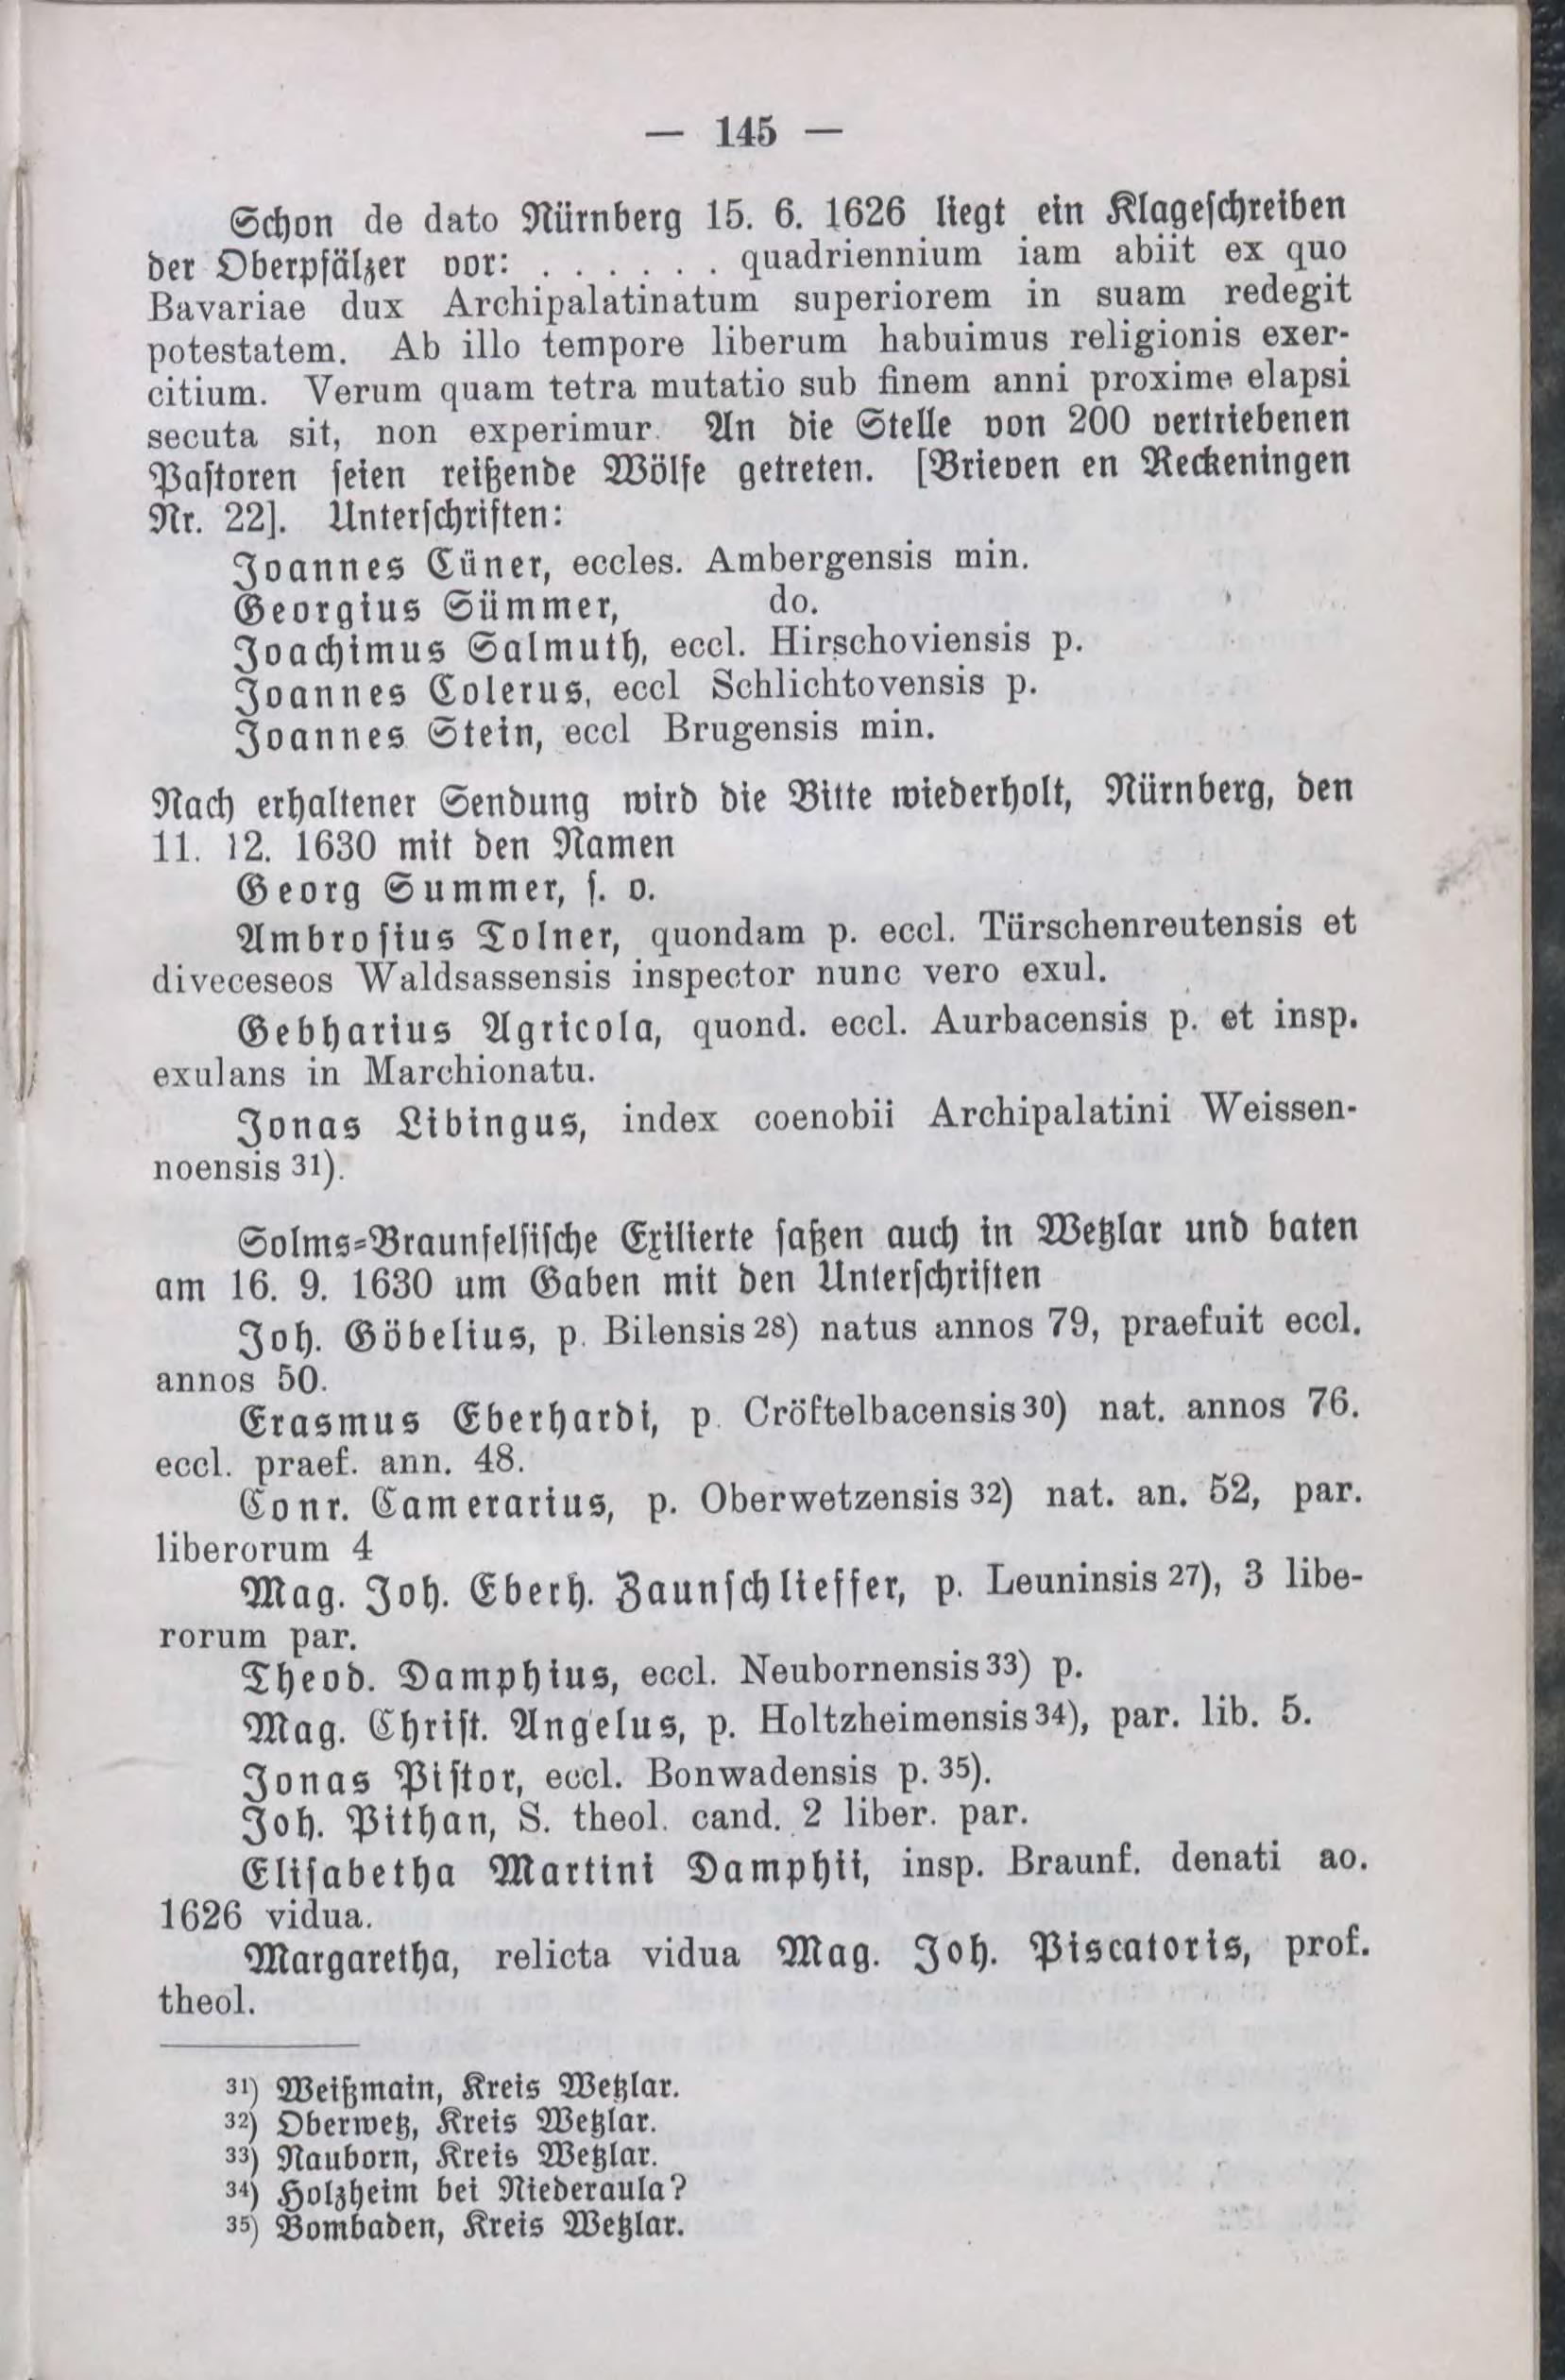 — 145 —
Schon de dato Nürnberg 15. 6. 1626 liegt ein Klageschreiben
der Oberpfälzer vor: . . . . . . quadriennium iam abiit ex quo
Bavariae dux Archipalatinatum superiorem in suam redegit
potestatem. Ab illo tempore liberum habuimus religionis exer-
citium. Verum quam tetra mutatio sub finem anni proxime elapsi
secuta sit, non experimur. An die Stelle von 200 vertriebenen
Pastoren seien reißende Wölfe getreten. [Brieven en Reckeningen
Nr. 22]. Unterschriften:
Joannes Cüner, eccles. Ambergensis min.
Georgius Sümmer, do.
Joachimus Salmuth, eccl. Hirschoviensis p.
Joannes Colerus, eccl Schlichtovensis p.
Joannes Stein, eccl Brugensis min.
Nach erhaltener Sendung wird die Bitte wiederholt, Nürnberg, den
11. 12. 1630 mit den Namen
Georg Summer, s. o.
Ambrosius Tolner, quondam p. eccl. Türschenreutensis et
diveceseos Waldsassensis inspector nunc vero exul.
Gebhartus Agricola, quond. eccl. Aurbacensis p. et insp.
exulans in Marchionatu.
Jonas Libingus, index coenobii Archipalatini Weissen-
noensis 31).
Solms-Braunfelsische Exilierte saßen auch in Wetzlar und baten
am 16. 9. 1630 um Gaben mit den Unterschriften
Joh. Göbelius, p. Bilensis 28) natus annos 79, praefuit eccl.
annos 50.
Erasmus Eberhardi, p. Cröftelbacensis 30) nat. annos 76.
eccl. praef. ann. 48.
Conr. Camerarius, p. Oberwetzensis 32) nat. an. 52, par.
liberorum 4
Mag. Joh. Eberh. Zaunschlieffer, p. Leuninsis 27), 3 libe-
rorum par.
Theod. Damphius, eccl. Neubornensis 33) p.
Mag. Christ. Angelus, p. Holtzheimensis 34), par. lib. 5.
Jonas Pistor, eccl. Bonwadensis p. 35).
Joh. Pithan, S. theol. cand. 2 liber. par.
Elisabetha Martini Damphii, insp. Braunf. denati ao.
1626 vidua.
Margaretha, relicta vidua Mag. Joh. Piscatoris, prof.
theol.
31) Weißmain, Kreis Wetzlar.
32) Oberwetz, Kreis Wetzlar.
33) Nauborn, Kreis Wetzlar.
34) Holzheim bei Niederaula?
35) Bombaden, Kreis Wetzlar.